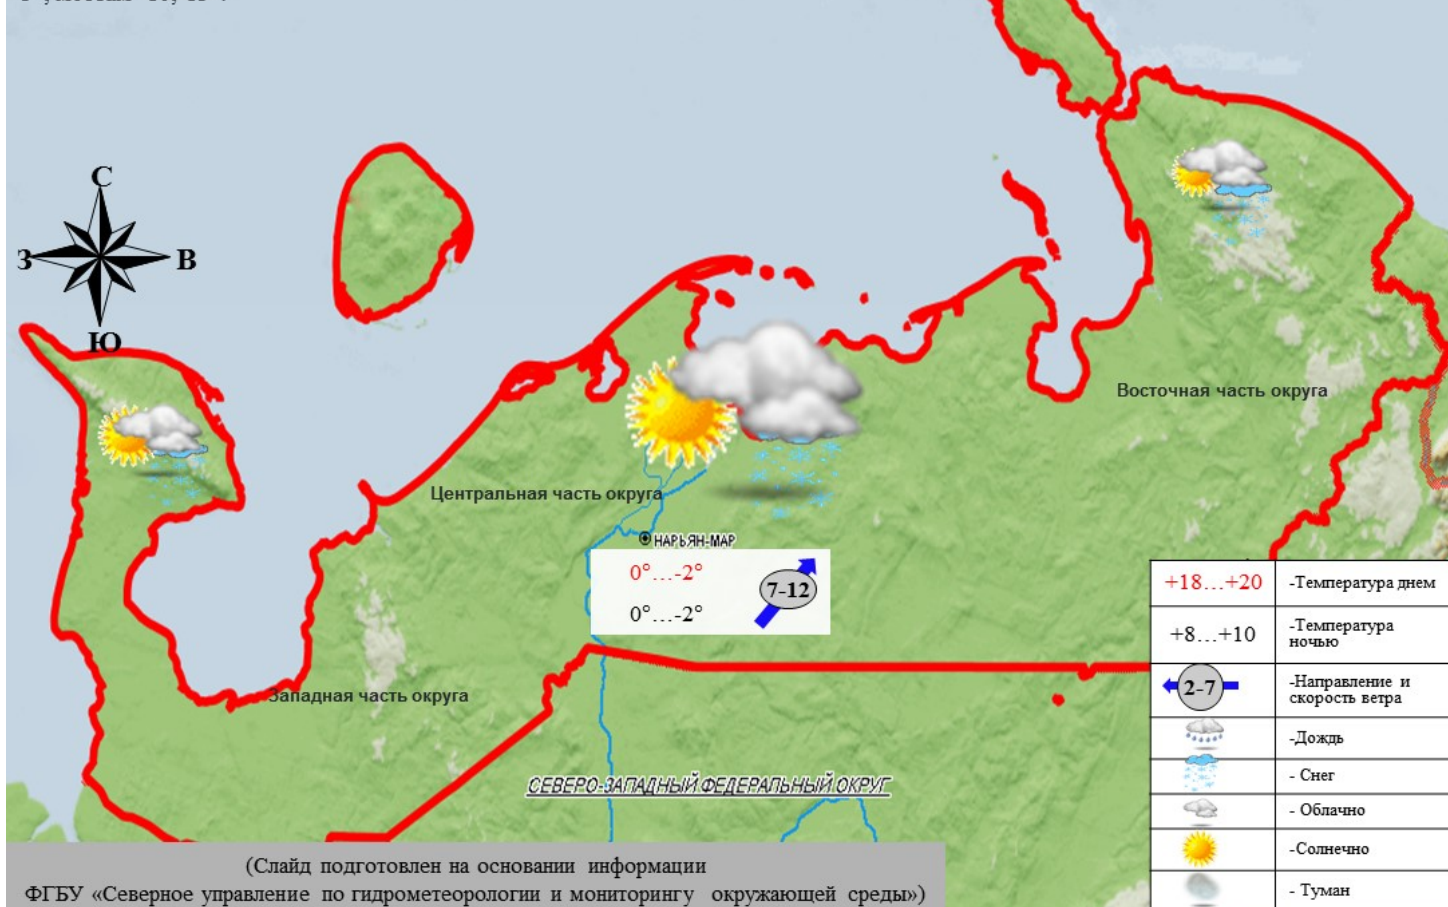 С
З
В
Ю
Восточная часть округа
Центральная часть округа
НАРЬЯН-МАР
0°...-2°
7-12
0°...-2°
Западная часть округа
СЕВЕРО-ЗАПАДНЫЙ ФЕДЕРАЛЬНЫЙ ОКРУГ
+18...+20
-Температура днем
+8...+10
-Температура
ночью
2-7
-Направление и
скорость ветра
-Дождь
- Снег
- Облачно
-Солнечно
- Туман
(Слайд подготовлен на основании информации
ФГБУ «Северное управление по гидрометеорологии и мониторингу окружающей среды»)